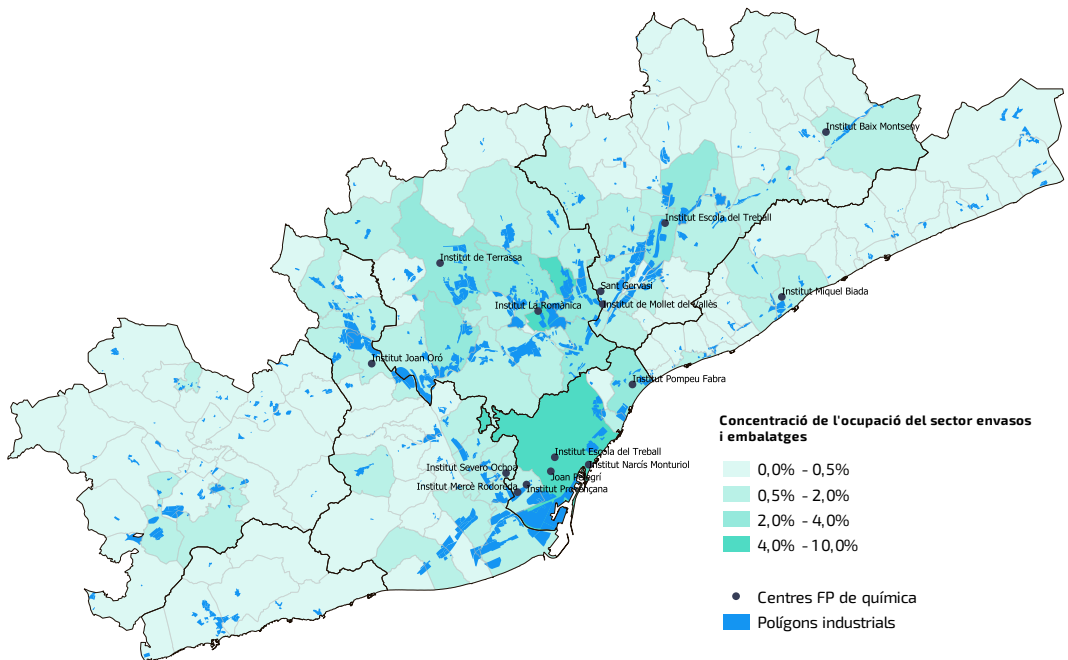 Institut Baix Montseny
Institut Escola del Treball
Institut de Terrassa
Sant Gervasi
Institut Miquel Biada
Institut La Romànica
Institut de Mollet del Vallès
Institut Joan Oró
Institut Pompeu Fabra
Concentració de l'ocupació del sector envasos
i embalatges
Institut Escola del Treball
Institut Severo Ochoa
Institut Narcís Monturiol
0,0% - 0,5%
Joan Pelegrí
Institut Mercè Rodoreda
Institut Provençana
0,5% - 2,0%
2,0% - 4,0%
4,0% - 10,0%
Centres FP de química
Polígons industrials